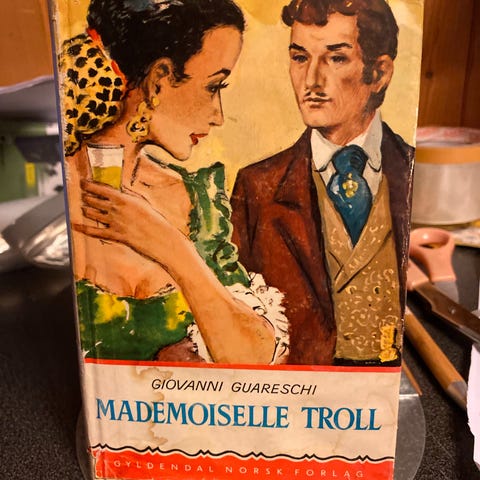 GIOVANNI GUARESCHI
MADEMOISELLE TROLL
GYLDENDAL NORSK FORLAG